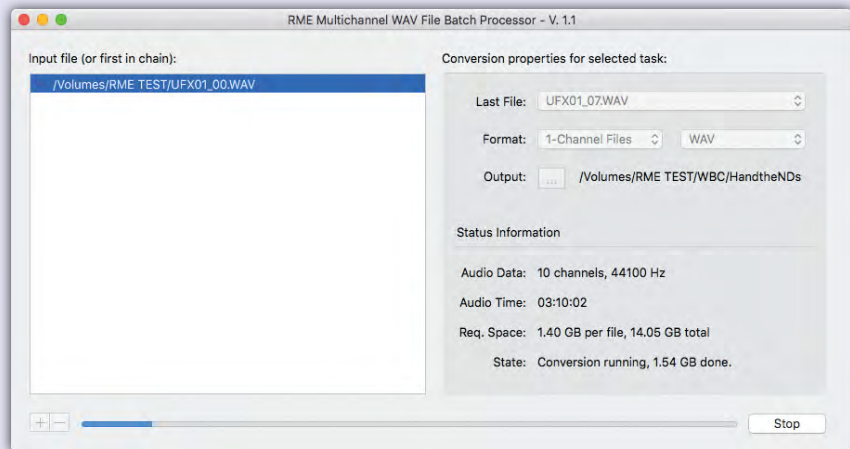 RME Multichannel WAV File Batch Processor - V. 1.1
Input file (or first in chain):
/Volumes/RME TEST/UFX01_00.WAV
Conversion properties for selected task:
Last File: UFX01_07.WAV
Format: 1-Channel Files WAV
Output: ... /Volumes/RME TEST/WBC/HandtheNDs
Status Information
Audio Data: 10 channels, 44100 Hz
Audio Time: 03:10:02
Req. Space: 1.40 GB per file, 14.05 GB total
State: Conversion running, 1.54 GB done.
+ − Stop